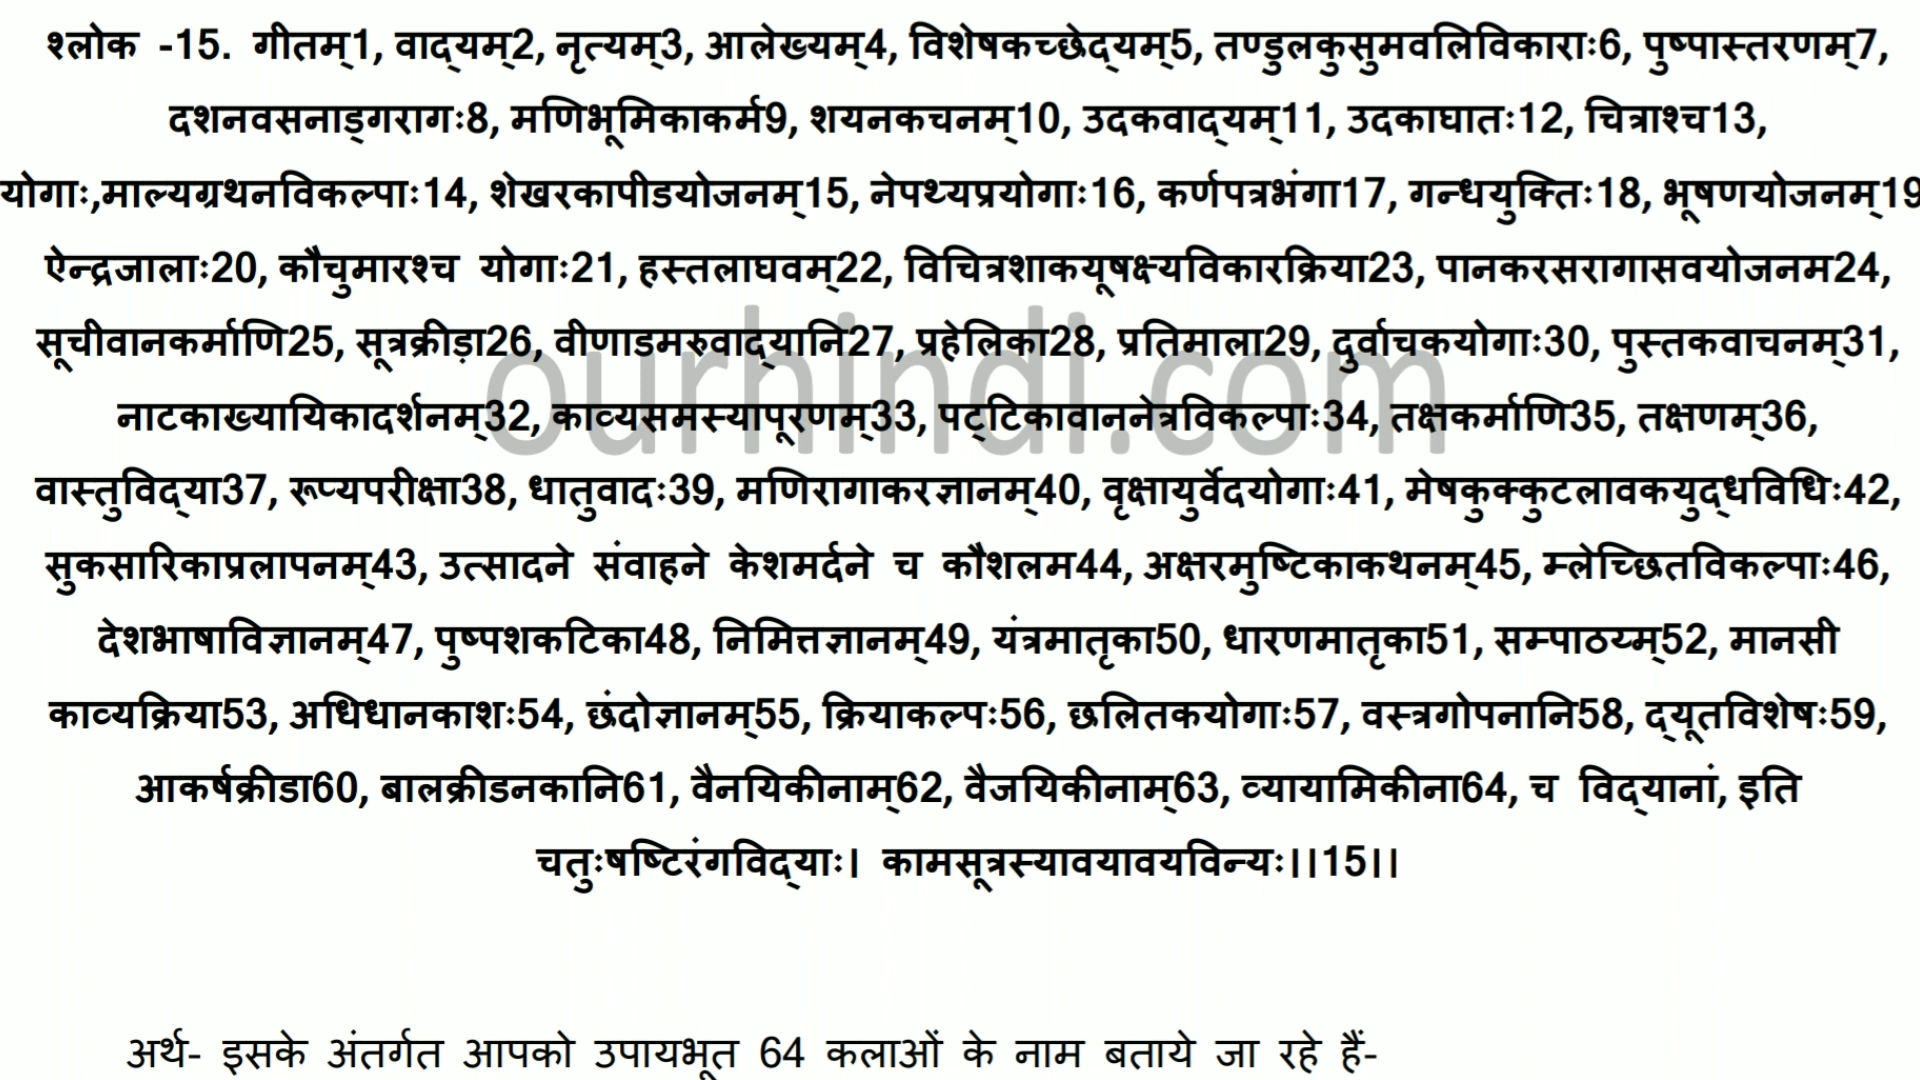 श्लोक -15. गीतम्1, वाद्यम्2, नृत्यम्3, आलेख्यम्4, विशेषकच्छेद्यम्5, तण्डुलकुसुमवलिविकाराः6, पुष्पास्तरणम्7,
दशनवसनाड्गरागः8, मणिभूमिकाकर्म9, शयनकचनम्10, उदकवाद्यम्11, उदकाघातः12, चित्राश्च13,
योगाः,माल्यग्रथनविकल्पाः14, शेखरकापीडयोजनम्15, नेपथ्यप्रयोगाः16, कर्णपत्रभंगा17, गन्धयुक्तिः18, भूषणयोजनम्19
ऐन्द्रजालाः20, कौचुमारश्च योगाः21, हस्तलाघवम्22, विचित्रशाकयूषक्ष्यविकारक्रिया23, पानकरसरागासवयोजनम24,
सूचीवानकर्माणि25, सूत्रक्रीड़ा26, वीणाडमरुवाद्यानि27, प्रहेलिका28, प्रतिमाला29, दुर्वाचकयोगाः30, पुस्तकवाचनम्31,
ourhindi.com
नाटकाख्यायिकादर्शनम्32, काव्यसमस्यापूरणम्33, पट्टिकावाननेत्रविकल्पाः34, तक्षकर्माणि35, तक्षणम्36,
वास्तुविद्या37, रूप्यपरीक्षा38, धातुवादः39, मणिरागाकरज्ञानम्40, वृक्षायुर्वेदयोगाः41, मेषकुक्कुटलावकयुद्धविधिः42,
सुकसारिकाप्रलापनम्43, उत्सादने संवाहने केशमर्दने च कौशलम44, अक्षरमुष्टिकाकथनम्45, म्लेच्छितविकल्पाः46,
देशभाषाविज्ञानम्47, पुष्पशकटिका48, निमित्तज्ञानम्49, यंत्रमातृका50, धारणमातृका51, सम्पाठय्म्52, मानसी
काव्यक्रिया53, अधिधानकाशः54, छंदोज्ञानम्55, क्रियाकल्पः56, छलितकयोगाः57, वस्त्रगोपनानि58, द्यूतविशेषः59,
आकर्षक्रीडा60, बालक्रीडनकानि61, वैनयिकीनाम्62, वैजयिकीनाम्63, व्यायामिकीना64, च विद्यानां, इति
चतुःषष्टिरंगविद्याः। कामसूत्रस्यावयावयविन्यः।।15।।
अर्थ- इसके अंतर्गत आपको उपायभूत 64 कलाओं के नाम बताये जा रहे हैं-